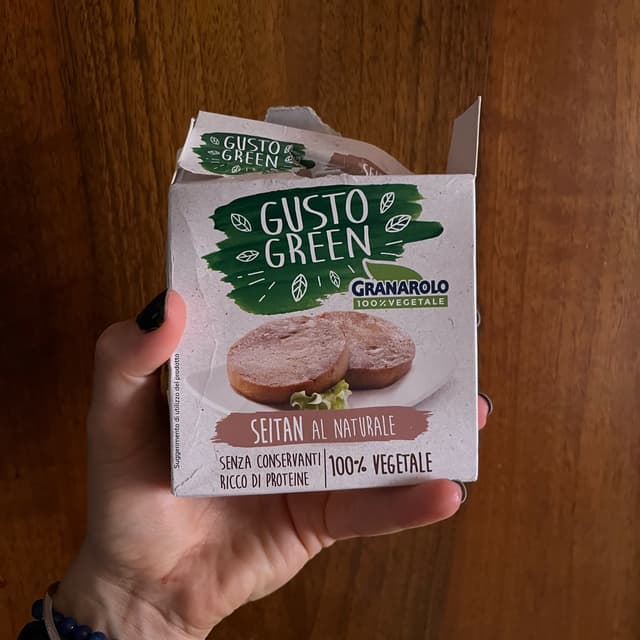 GUSTO
GREEN
GUSTO
GREEN
GRANAROLO
100% VEGETALE
SEITAN AL NATURALE
SENZA CONSERVANTI
RICCO DI PROTEINE
100% VEGETALE
Suggerimento di utilizzo del prodotto